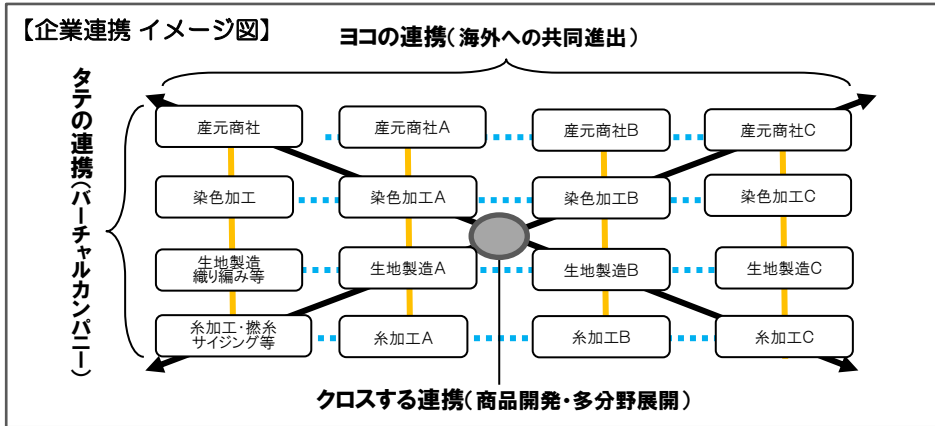 【企業連携 イメージ図】
ヨコの連携(海外への共同進出)
タテの連携(バーチャルカンパニー)
産元商社
産元商社A
産元商社B
産元商社C
染色加工
染色加工A
染色加工B
染色加工C
生地製造
織り編み等
生地製造A
生地製造B
生地製造C
糸加工・撚糸
サイジング等
糸加工A
糸加工B
糸加工C
クロスする連携(商品開発・多分野展開)